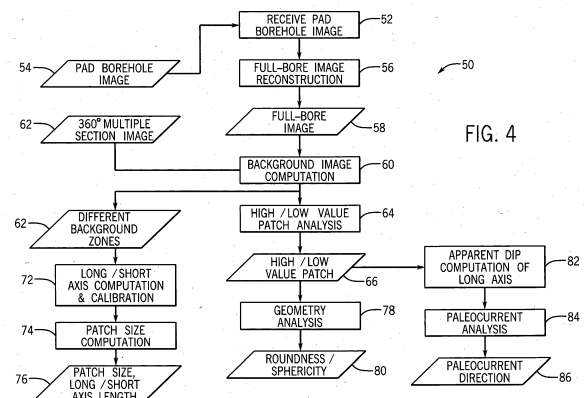 RECEIVE PAD
BOREHOLE IMAGE
52
50
54
PAD BOREHOLE
IMAGE
FULL-BORE IMAGE
RECONSTRUCTION
56
62
360° MULTIPLE
SECTION IMAGE
FULL-BORE
IMAGE
58
FIG. 4
BACKGROUND IMAGE
COMPUTATION
60
62
DIFFERENT
BACKGROUND
ZONES
HIGH/LOW VALUE
PATCH ANALYSIS
64
72
LONG/SHORT
AXIS COMPUTATION
& CALIBRATION
HIGH/LOW
VALUE PATCH
66
APPARENT DIP
COMPUTATION OF
LONG AXIS
82
74
PATCH SIZE
COMPUTATION
GEOMETRY
ANALYSIS
78
PALEOCURRENT
ANALYSIS
84
76
PATCH SIZE,
LONG/SHORT
AXIS LENGTH
ROUNDNESS/
SPHERICITY
80
PALEOCURRENT
DIRECTION
86